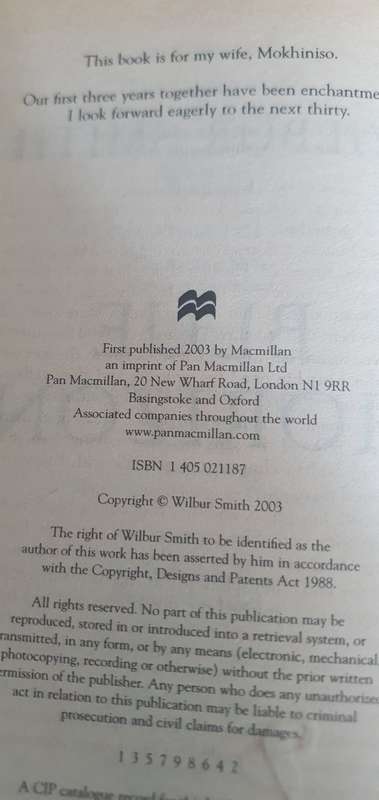 This book is for my wife, Mokhiniso.
Our first three years together have been enchantme
I look forward eagerly to the next thirty.
First published 2003 by Macmillan
an imprint of Pan Macmillan Ltd
Pan Macmillan, 20 New Wharf Road, London N1 9RR
Basingstoke and Oxford
Associated companies throughout the world
www.panmacmillan.com
ISBN 1 405 021187
Copyright © Wilbur Smith 2003
The right of Wilbur Smith to be identified as the
author of this work has been asserted by him in accordance
with the Copyright, Designs and Patents Act 1988.
All rights reserved. No part of this publication may be
reproduced, stored in or introduced into a retrieval system, or
ransmitted, in any form, or by any means (electronic, mechanical,
photocopying, recording or otherwise) without the prior written
ermission of the publisher. Any person who does any unauthorised
act in relation to this publication may be liable to criminal
prosecution and civil claims for damages.
1 3 5 7 9 8 6 4 2
A CIP catalogue record for